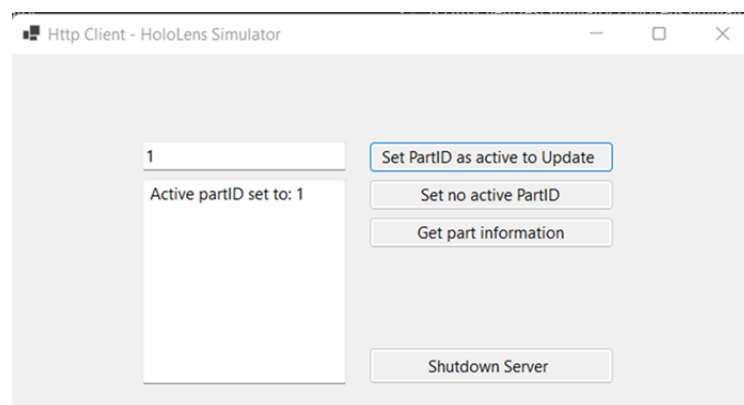 Http Client - HoloLens Simulator
1
Set PartID as active to Update
Active partID set to: 1
Set no active PartID
Get part information
Shutdown Server